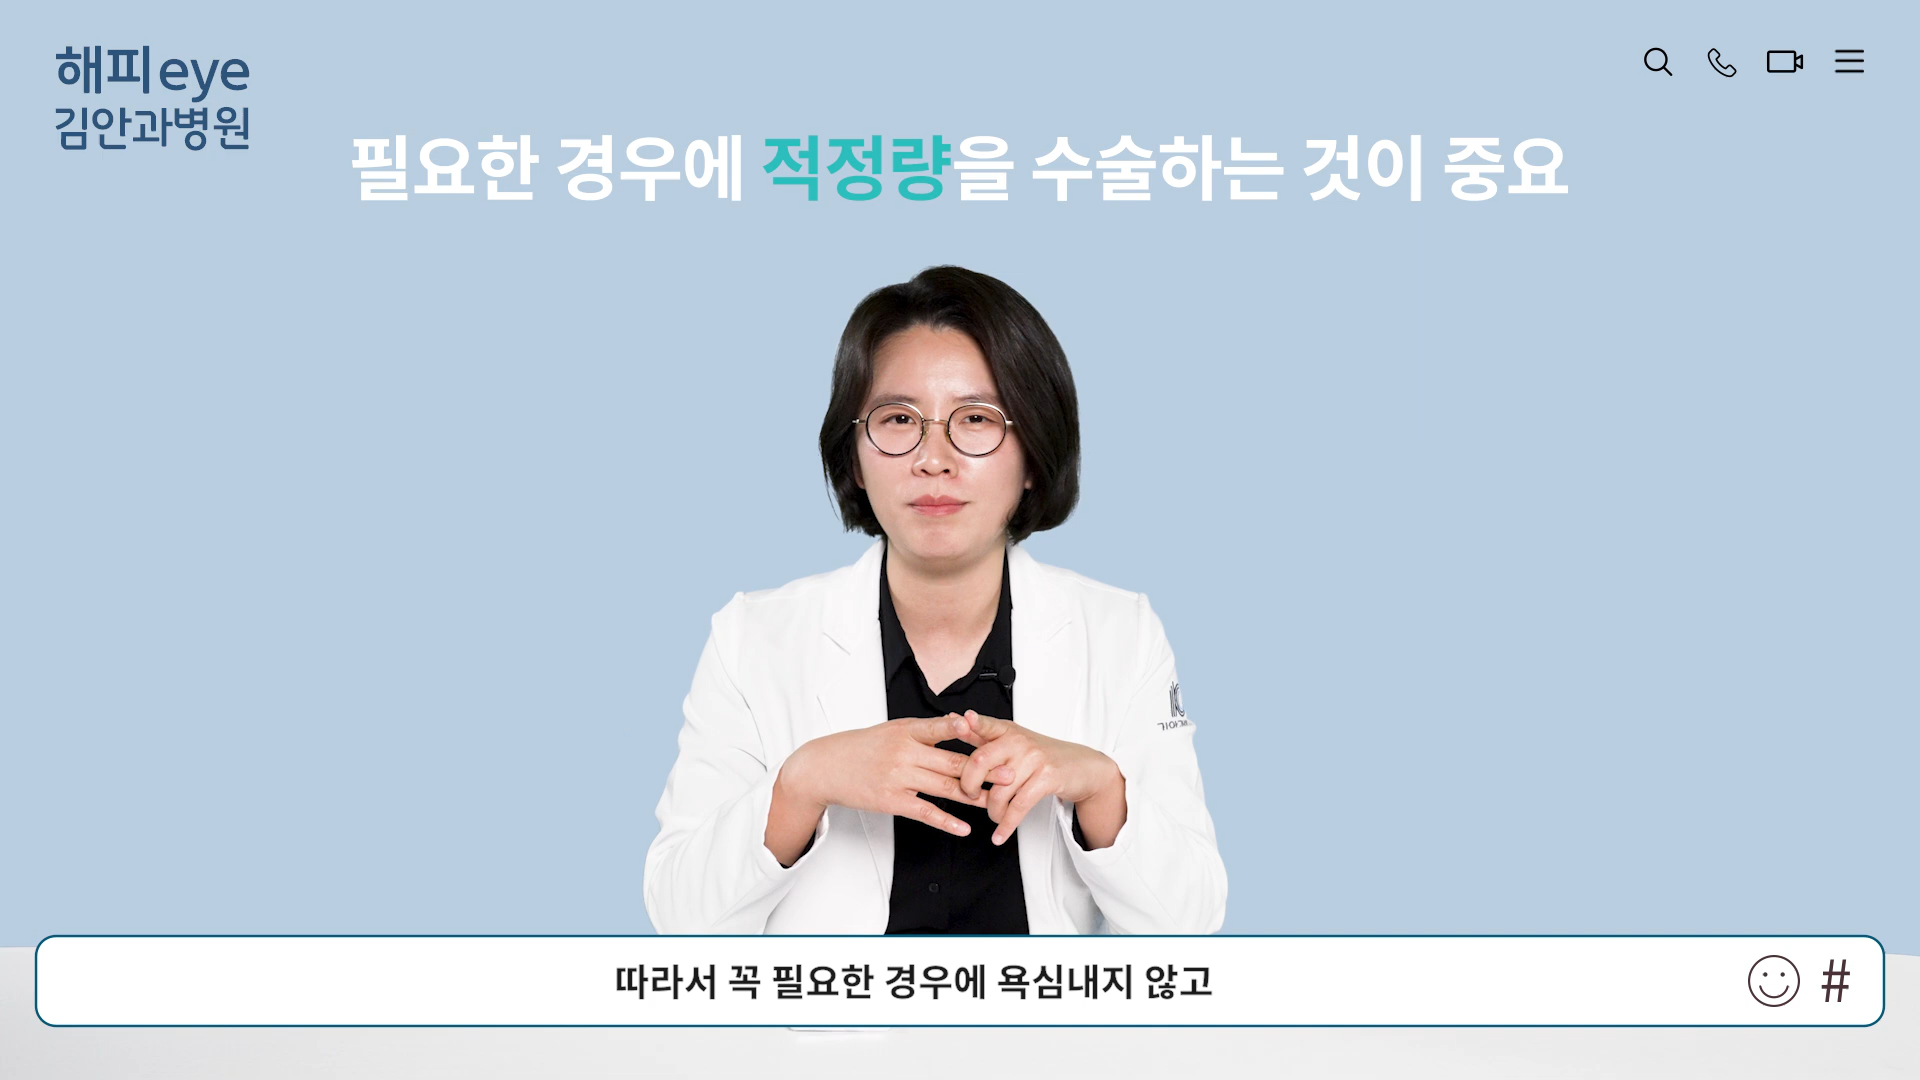 해피eye
김안과병원
필요한 경우에 적정량을 수술하는 것이 중요
따라서 꼭 필요한 경우에 욕심내지 않고
#